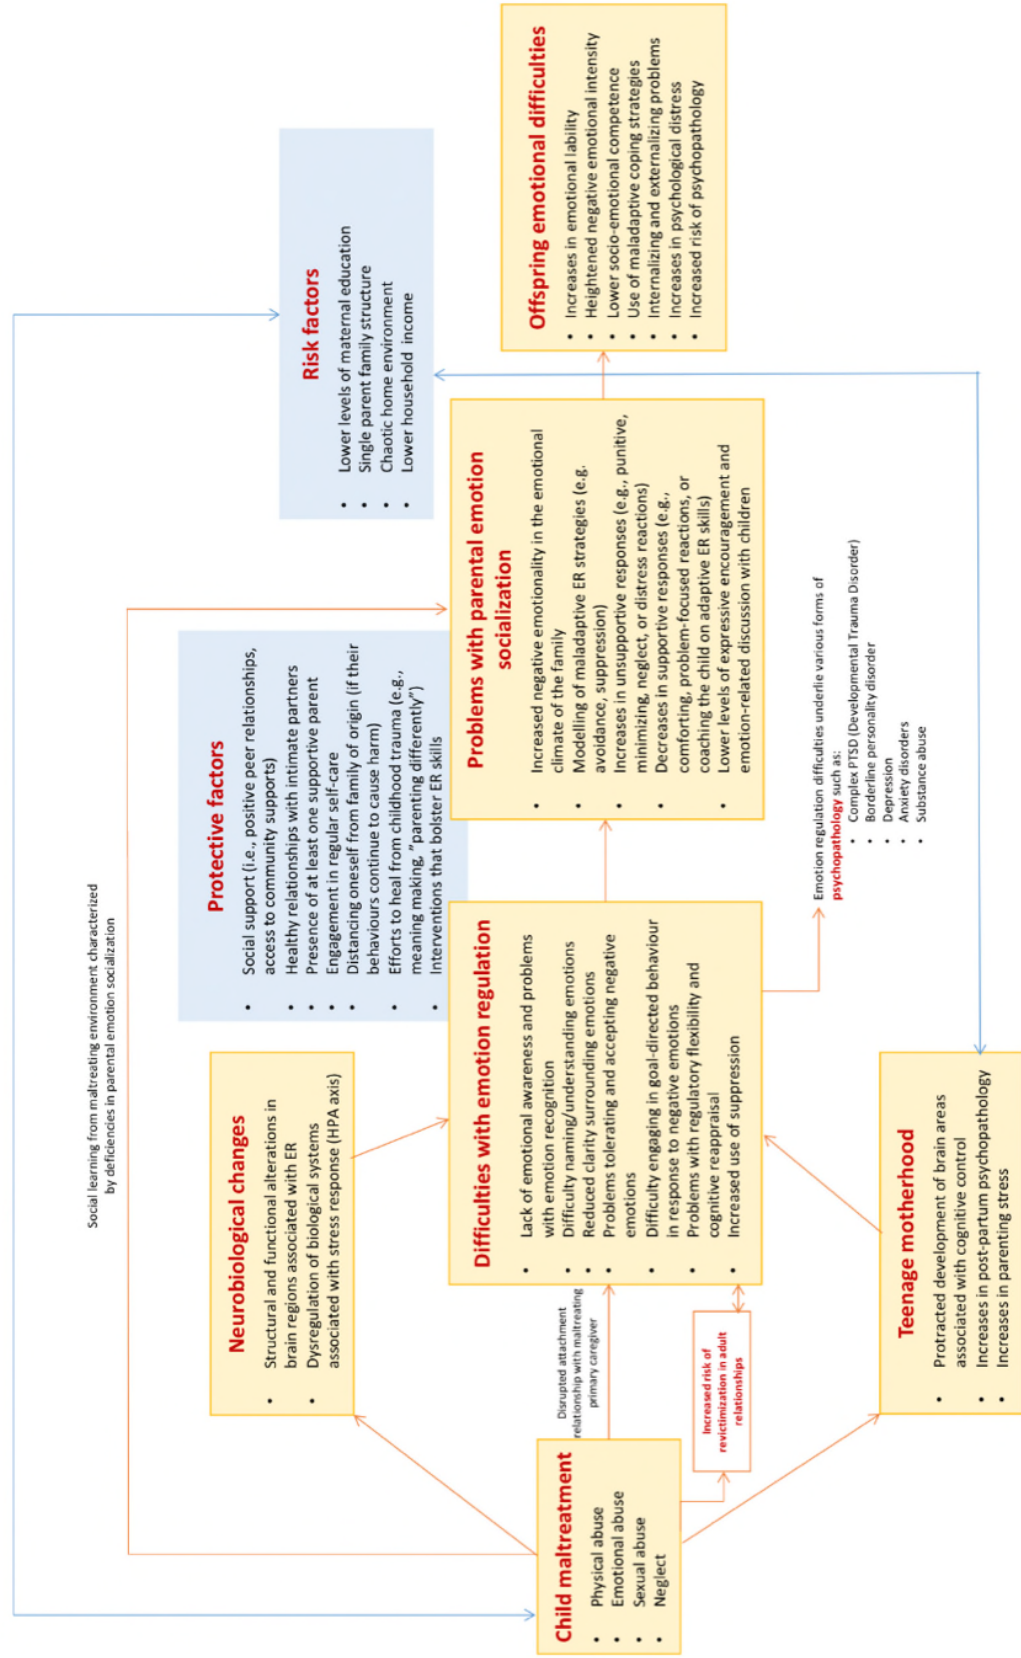 Social learning from maltreating environment characterized
by deficiencies in parental emotion socialization
Child maltreatment
• Physical abuse
• Emotional abuse
• Sexual abuse
• Neglect
Neurobiological changes
• Structural and functional alterations in
brain regions associated with ER
• Dysregulation of biological systems
associated with stress response (HPA axis)
Disrupted attachment
relationship with maltreating
primary caregiver
Increased risk of
revictimization in adult
relationships
Teenage motherhood
• Protracted development of brain areas
associated with cognitive control
• Increases in post-partum psychopathology
• Increases in parenting stress
Protective factors
• Social support (i.e., positive peer relationships,
access to community supports)
• Healthy relationships with intimate partners
• Presence of at least one supportive parent
• Engagement in regular self-care
• Distancing oneself from family of origin (if their
behaviours continue to cause harm)
• Efforts to heal from childhood trauma (e.g.,
meaning making, "parenting differently")
• Interventions that bolster ER skills
Difficulties with emotion regulation
• Lack of emotional awareness and problems
with emotion recognition
• Difficulty naming/understanding emotions
• Reduced clarity surrounding emotions
• Problems tolerating and accepting negative
emotions
• Difficulty engaging in goal-directed behaviour
in response to negative emotions
• Problems with regulatory flexibility and
cognitive reappraisal
• Increased use of suppression
Emotion regulation difficulties underlie various forms of
psychopathology such as:
• Complex PTSD (Developmental Trauma Disorder)
• Borderline personality disorder
• Depression
• Anxiety disorders
• Substance abuse
Problems with parental emotion
socialization
• Increased negative emotionality in the emotional
climate of the family
• Modelling of maladaptive ER strategies (e.g.
avoidance, suppression)
• Increases in unsupportive responses (e.g., punitive,
minimizing, neglect, or distress reactions)
• Decreases in supportive responses (e.g.,
comforting, problem-focused reactions, or
coaching the child on adaptive ER skills)
• Lower levels of expressive encouragement and
emotion-related discussion with children
Risk factors
• Lower levels of maternal education
• Single parent family structure
• Chaotic home environment
• Lower household income
Offspring emotional difficulties
• Increases in emotional lability
• Heightened negative emotional intensity
• Lower socio-emotional competence
• Use of maladaptive coping strategies
• Internalizing and externalizing problems
• Increases in psychological distress
• Increased risk of psychopathology